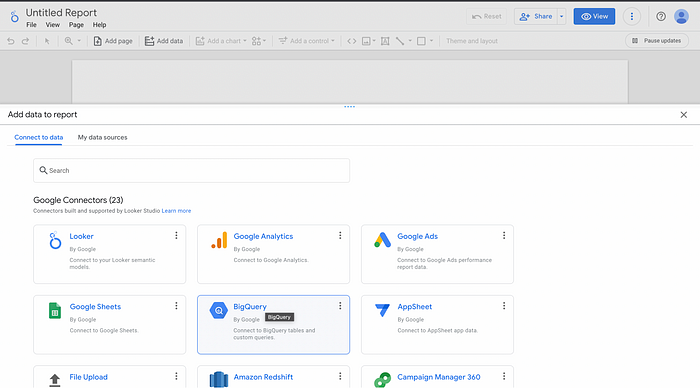 Untitled Report
File View Page Help
Reset
Share
View
Add page
Add data
Add a chart
Add a control
Theme and layout
Pause updates
Add data to report
Connect to data
My data sources
Search
Google Connectors (23)
Connectors built and supported by Looker Studio Learn more
Looker
By Google
Connect to your Looker semantic
models.
Google Analytics
By Google
Connect to Google Analytics.
Google Ads
By Google
Connect to Google Ads performance
report data.
Google Sheets
By Google
Connect to Google Sheets.
BigQuery
By Google
BigQuery
Connect to BigQuery tables and
custom queries.
AppSheet
By Google
Connect to AppSheet app data.
File Upload
Amazon Redshift
Campaign Manager 360